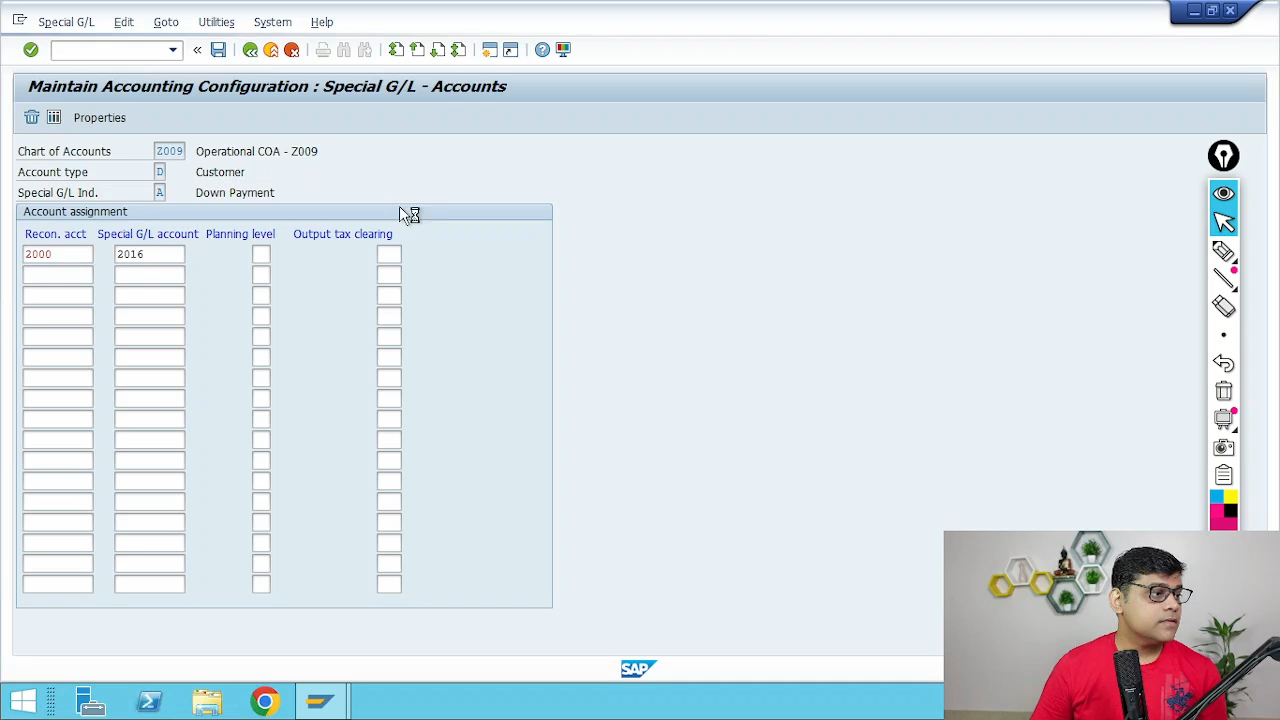 Special G/L Edit Goto Utilities System Help
Maintain Accounting Configuration : Special G/L - Accounts
Properties
Chart of Accounts Z009 Operational COA - Z009
Account type D Customer
Special G/L Ind. A Down Payment
Account assignment
Recon. acct Special G/L account Planning level Output tax clearing
2000 2016
SAP